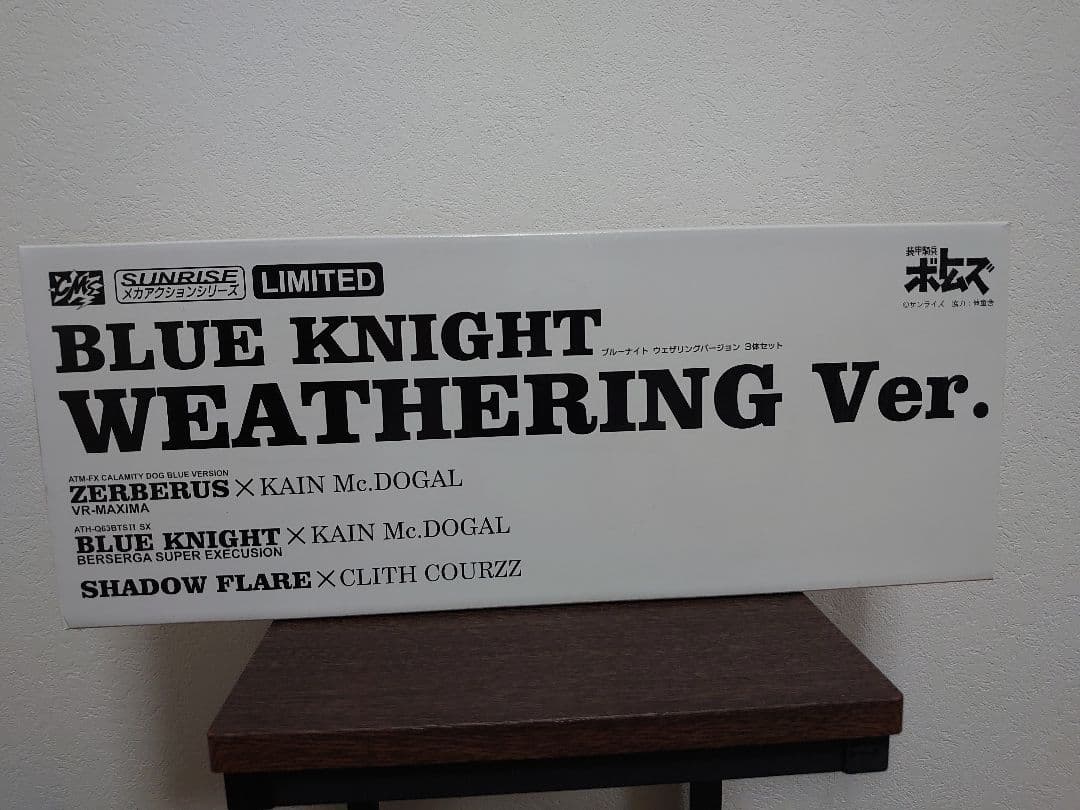 CM's SUNRISE メカアクションシリーズ LIMITED
装甲騎兵
ボトムズ
©サンライズ 協力:伸童舎
BLUE KNIGHT
ブルーナイト ウェザリングバージョン 3体セット
WEATHERING Ver.
ATM-FX CALAMITY DOG BLUE VERSION
ZERBERUS×KAIN Mc.DOGAL
VR-MAXIMA
ATH-Q63BTSII SX
BLUE KNIGHT×KAIN Mc.DOGAL
BERSERGA SUPER EXECUSION
SHADOW FLARE×CLITH COURZZ